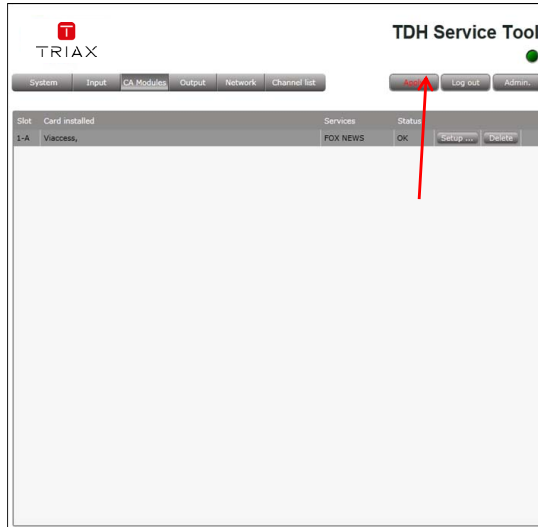 TRIAX
TDH Service Tool
System Input CA Modules Output Network Channel list Apply Log out Admin.
Slot Card installed Services Status
1-A Viaccess, FOX NEWS OK Setup ... Delete